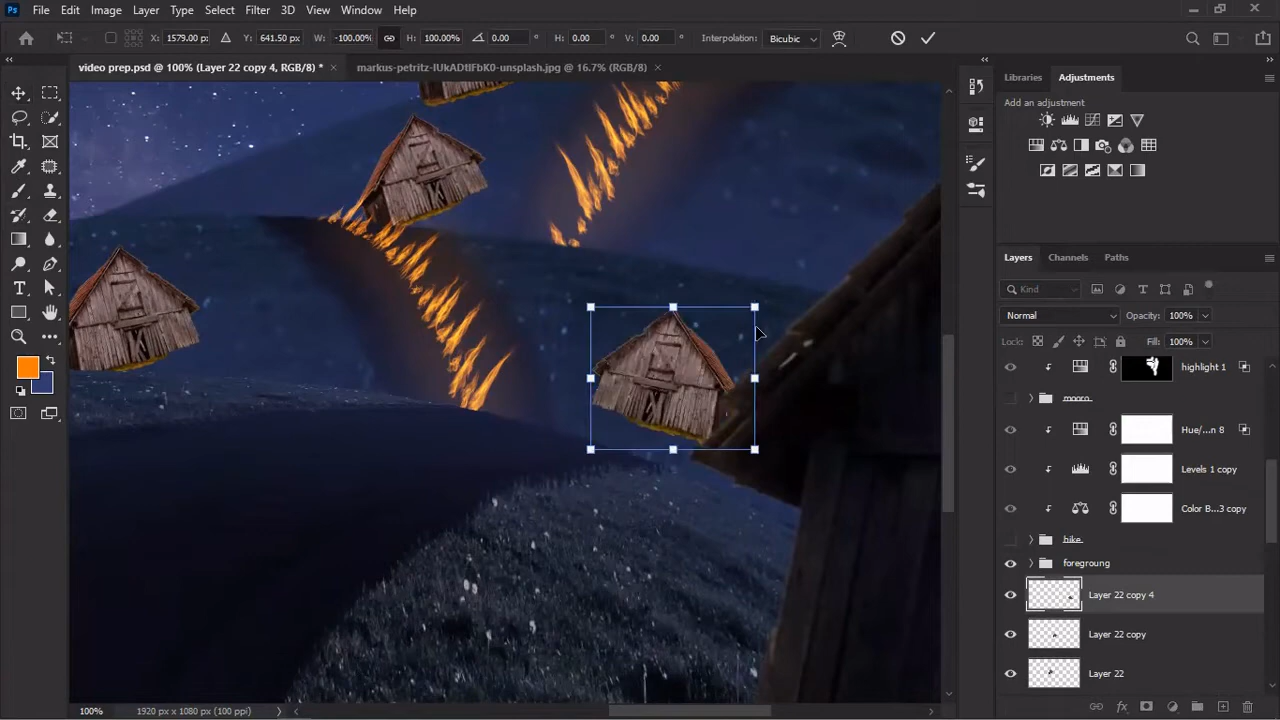 Ps File Edit Image Layer Type Select Filter 3D View Window Help
X: 1579.00 px Y: 641.50 px W: -100.00% H: 100.00% 0.00 ° H: 0.00 ° V: 0.00 ° Interpolation: Bicubic
video prep.psd @ 100% (Layer 22 copy 4, RGB/8) * ×
markus-petritz-IUkADtIFbK0-unsplash.jpg @ 16.7% (RGB/8) ×
Libraries Adjustments
Add an adjustment
Layers Channels Paths
Kind
Normal Opacity: 100%
Lock: Fill: 100%
highlight 1
Hue/...n 8
Levels 1 copy
Color B...3 copy
bike
foregroung
Layer 22 copy 4
Layer 22 copy
Layer 22
100% 1920 px x 1080 px (100 ppi)